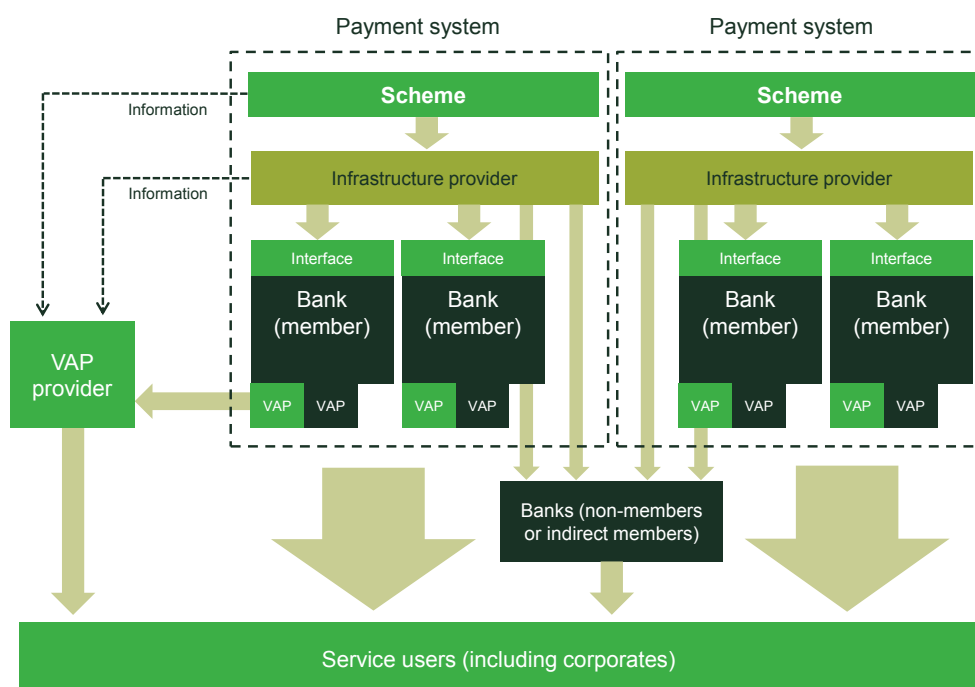 Payment system
Payment system
Scheme
Scheme
Information
Infrastructure provider
Infrastructure provider
Information
Interface
Interface
Interface
Interface
Bank
(member)
Bank
(member)
Bank
(member)
Bank
(member)
VAP
provider
VAP
VAP
VAP
VAP
VAP
VAP
VAP
VAP
Banks (non-members
or indirect members)
Service users (including corporates)